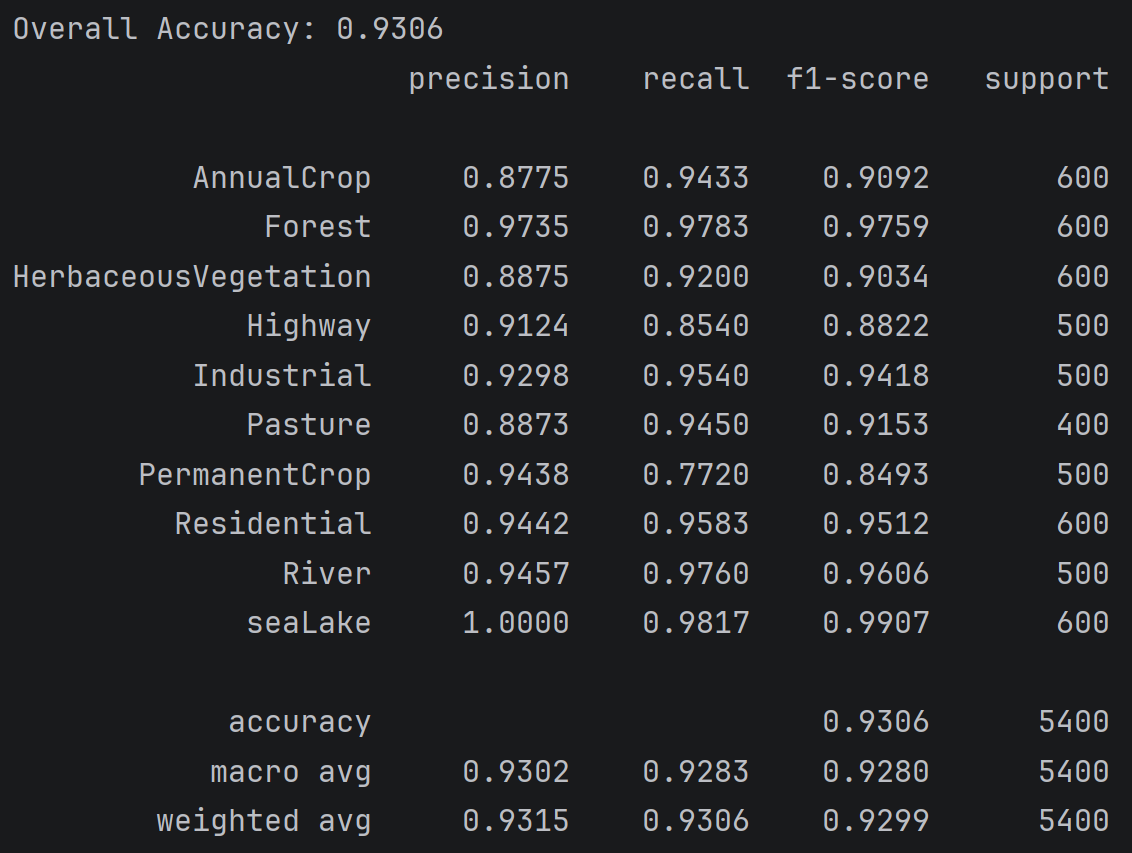 Overall Accuracy: 0.9306
precision recall f1-score support
AnnualCrop 0.8775 0.9433 0.9092 600
Forest 0.9735 0.9783 0.9759 600
HerbaceousVegetation 0.8875 0.9200 0.9034 600
Highway 0.9124 0.8540 0.8822 500
Industrial 0.9298 0.9540 0.9418 500
Pasture 0.8873 0.9450 0.9153 400
PermanentCrop 0.9438 0.7720 0.8493 500
Residential 0.9442 0.9583 0.9512 600
River 0.9457 0.9760 0.9606 500
seaLake 1.0000 0.9817 0.9907 600
accuracy 0.9306 5400
macro avg 0.9302 0.9283 0.9280 5400
weighted avg 0.9315 0.9306 0.9299 5400